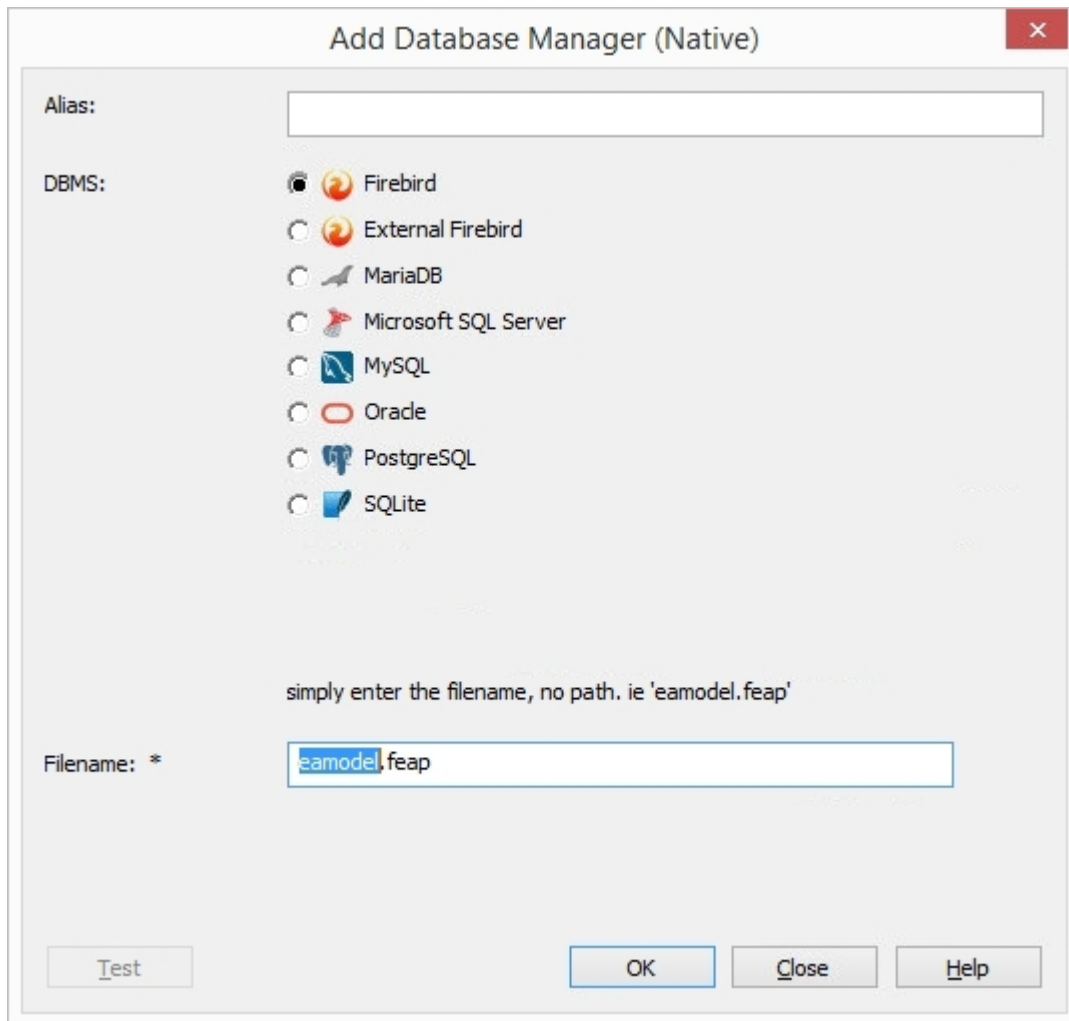 Add Database Manager (Native)
Alias:
DBMS:
Firebird
External Firebird
MariaDB
Microsoft SQL Server
MySQL
Oracle
PostgreSQL
SQLite
simply enter the filename, no path. ie 'eamodel.feap'
Filename: * eamodel.feap
Test OK Close Help